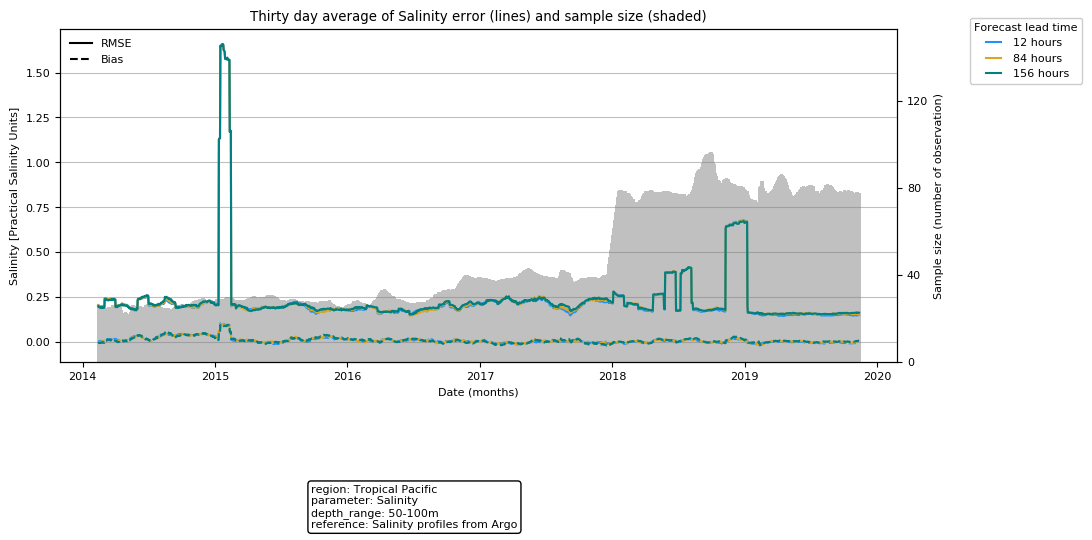 Thirty day average of Salinity error (lines) and sample size (shaded)
RMSE
Bias
Forecast lead time
12 hours
84 hours
156 hours
Salinity [Practical Salinity Units]
1.50
1.25
1.00
0.75
0.50
0.25
0.00
120
80
40
0
Sample size (number of observation)
2014 2015 2016 2017 2018 2019 2020
Date (months)
region: Tropical Pacific
parameter: Salinity
depth_range: 50-100m
reference: Salinity profiles from Argo